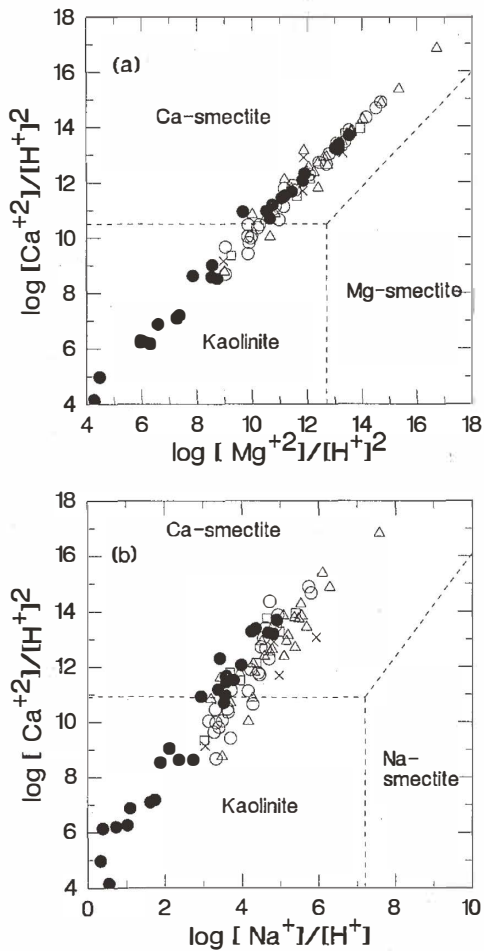 18
16
(a)
14
Ca-smectite
12
10
8
Mg-smectite
Kaolinite
6
4
log [Ca+2]/[H+]2
4 6 8 10 12 14 16 18
log [ Mg+2]/[H+]2
18
Ca-smectite
16
(b)
14
12
10
8
Na-
smectite
Kaolinite
6
4
log [ Ca+2]/[H+]2
0 2 4 6 8 10
log [ Na+]/[H+]